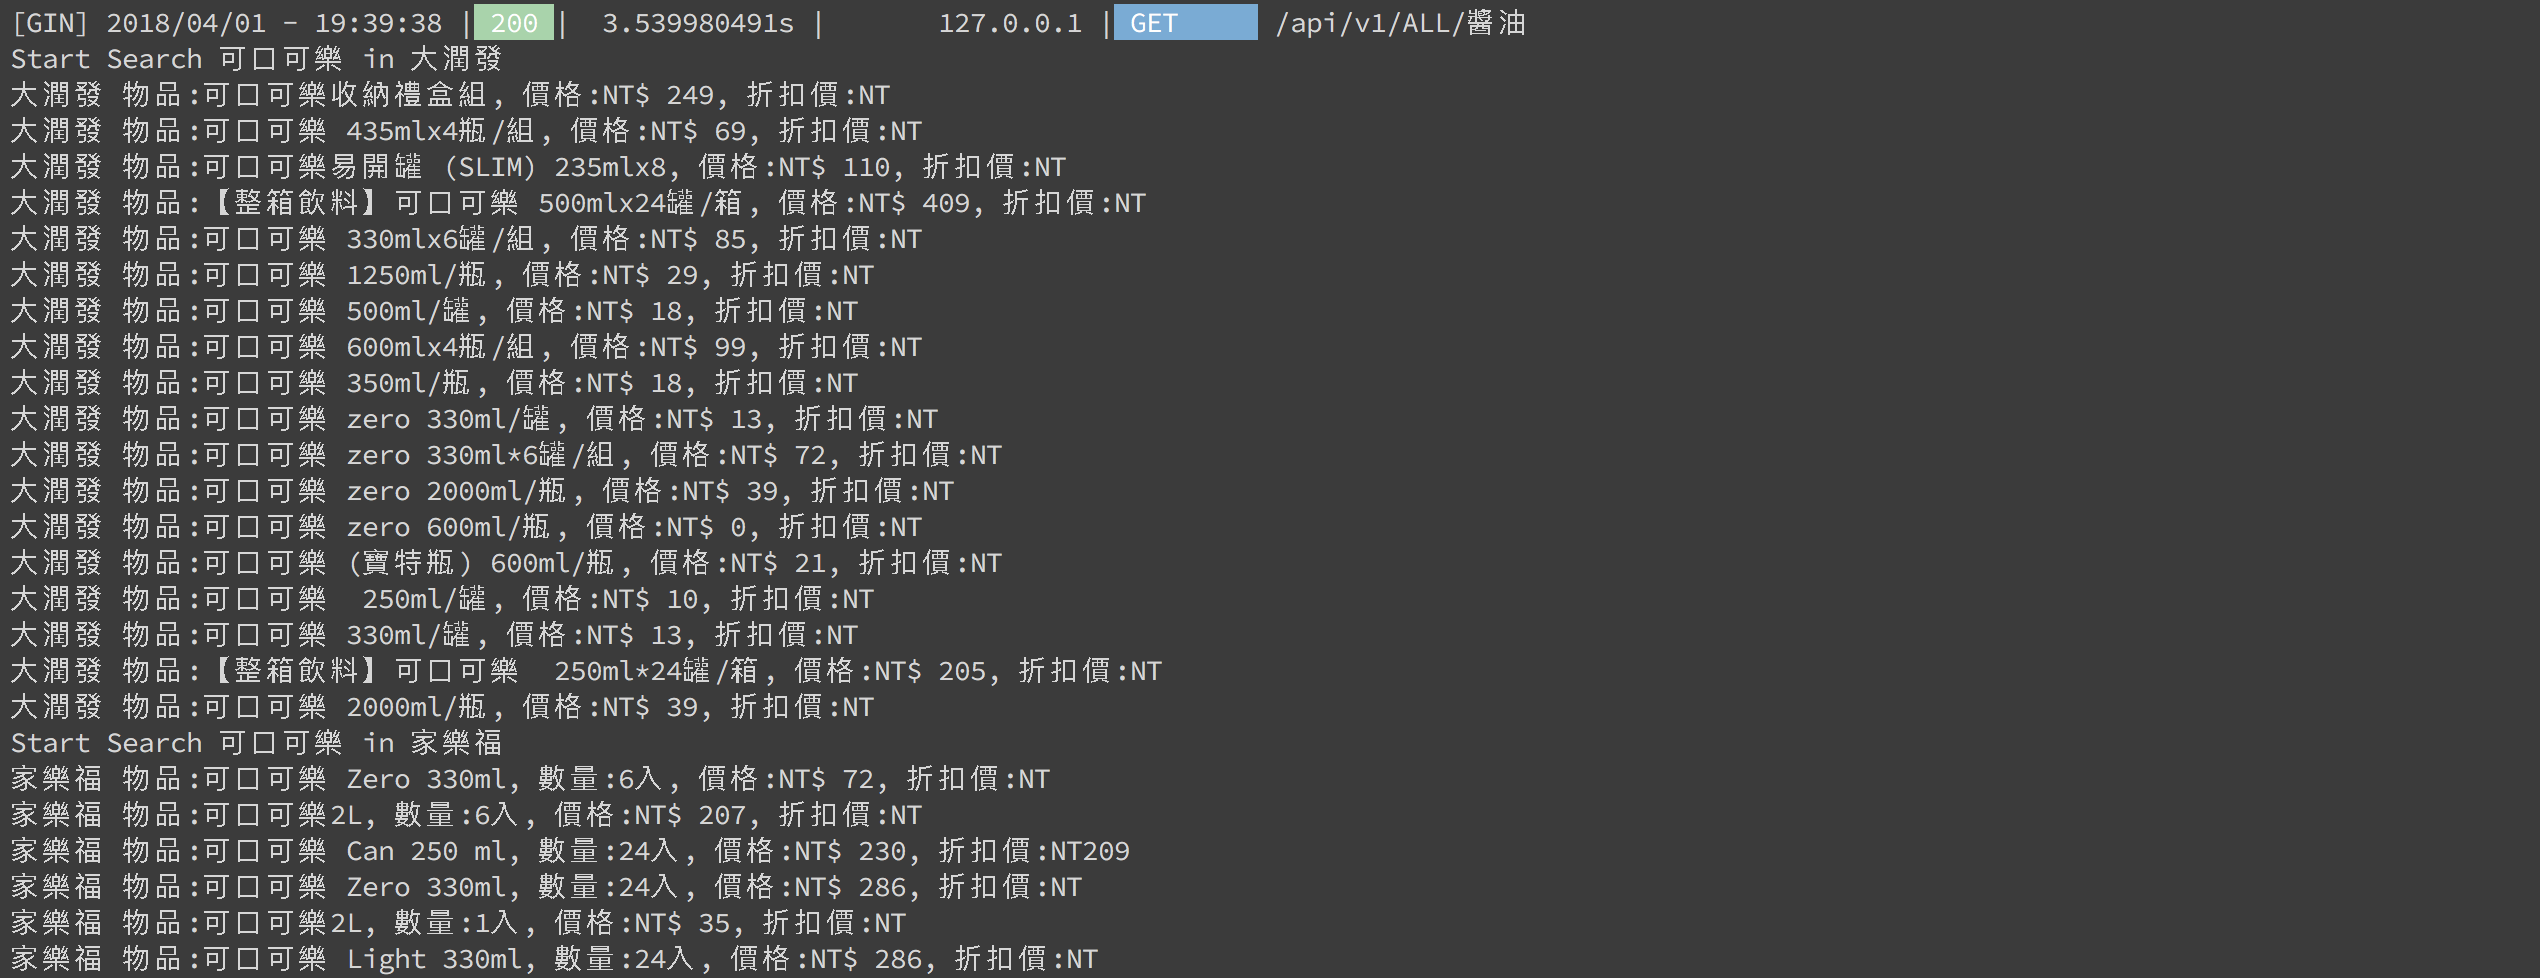 [GIN] 2018/04/01 - 19:39:38 | 200 |  3.539980491s |       127.0.0.1 | GET      /api/v1/ALL/醬油
Start Search 可口可樂 in 大潤發
大潤發 物品:可口可樂收納禮盒組, 價格:NT$ 249, 折扣價:NT
大潤發 物品:可口可樂 435mlx4瓶/組, 價格:NT$ 69, 折扣價:NT
大潤發 物品:可口可樂易開罐 (SLIM) 235mlx8, 價格:NT$ 110, 折扣價:NT
大潤發 物品:【整箱飲料】可口可樂 500mlx24罐/箱, 價格:NT$ 409, 折扣價:NT
大潤發 物品:可口可樂 330mlx6罐/組, 價格:NT$ 85, 折扣價:NT
大潤發 物品:可口可樂 1250ml/瓶, 價格:NT$ 29, 折扣價:NT
大潤發 物品:可口可樂 500ml/罐, 價格:NT$ 18, 折扣價:NT
大潤發 物品:可口可樂 600mlx4瓶/組, 價格:NT$ 99, 折扣價:NT
大潤發 物品:可口可樂 350ml/瓶, 價格:NT$ 18, 折扣價:NT
大潤發 物品:可口可樂 zero 330ml/罐, 價格:NT$ 13, 折扣價:NT
大潤發 物品:可口可樂 zero 330ml*6罐/組, 價格:NT$ 72, 折扣價:NT
大潤發 物品:可口可樂 zero 2000ml/瓶, 價格:NT$ 39, 折扣價:NT
大潤發 物品:可口可樂 zero 600ml/瓶, 價格:NT$ 0, 折扣價:NT
大潤發 物品:可口可樂 (寶特瓶) 600ml/瓶, 價格:NT$ 21, 折扣價:NT
大潤發 物品:可口可樂  250ml/罐, 價格:NT$ 10, 折扣價:NT
大潤發 物品:可口可樂 330ml/罐, 價格:NT$ 13, 折扣價:NT
大潤發 物品:【整箱飲料】可口可樂  250ml*24罐/箱, 價格:NT$ 205, 折扣價:NT
大潤發 物品:可口可樂 2000ml/瓶, 價格:NT$ 39, 折扣價:NT
Start Search 可口可樂 in 家樂福
家樂福 物品:可口可樂 Zero 330ml, 數量:6入, 價格:NT$ 72, 折扣價:NT
家樂福 物品:可口可樂2L, 數量:6入, 價格:NT$ 207, 折扣價:NT
家樂福 物品:可口可樂 Can 250 ml, 數量:24入, 價格:NT$ 230, 折扣價:NT209
家樂福 物品:可口可樂 Zero 330ml, 數量:24入, 價格:NT$ 286, 折扣價:NT
家樂福 物品:可口可樂2L, 數量:1入, 價格:NT$ 35, 折扣價:NT
家樂福 物品:可口可樂 Light 330ml, 數量:24入, 價格:NT$ 286, 折扣價:NT